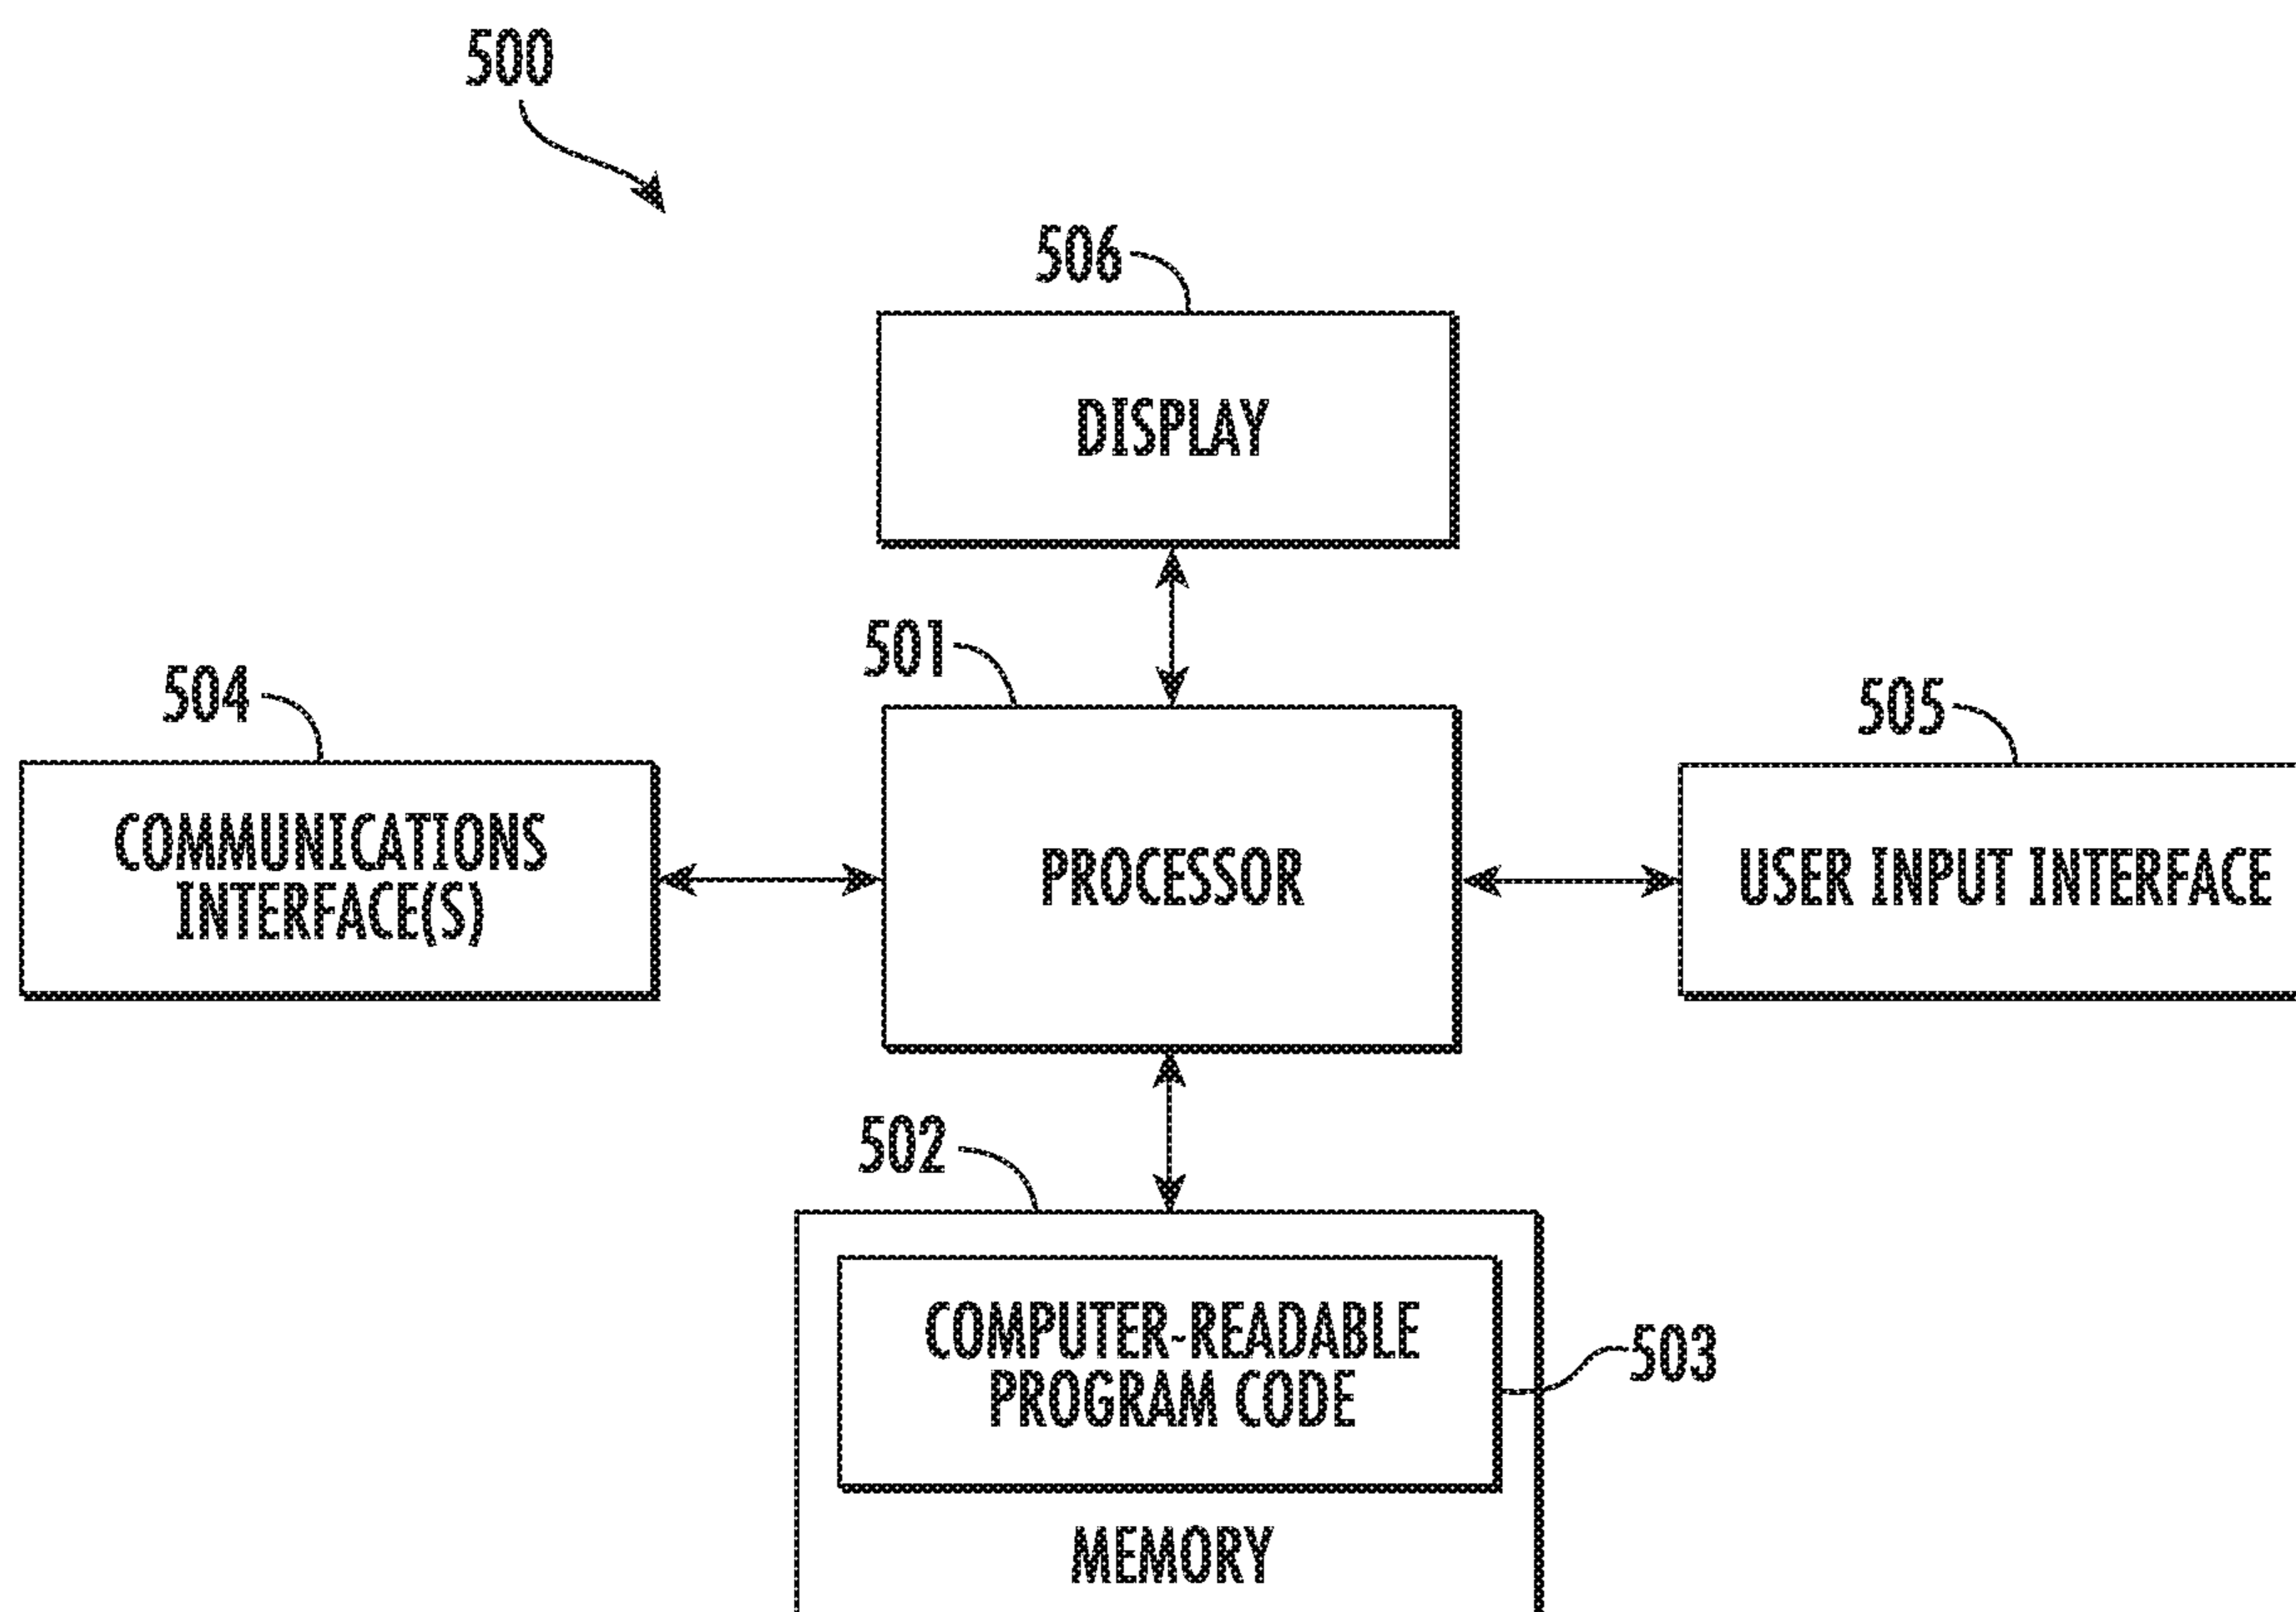 500
506
DISPLAY
501
504
505
COMMUNICATIONS
INTERFACE(S)
PROCESSOR
USER INPUT INTERFACE
502
COMPUTER-READABLE
PROGRAM CODE
503
MEMORY